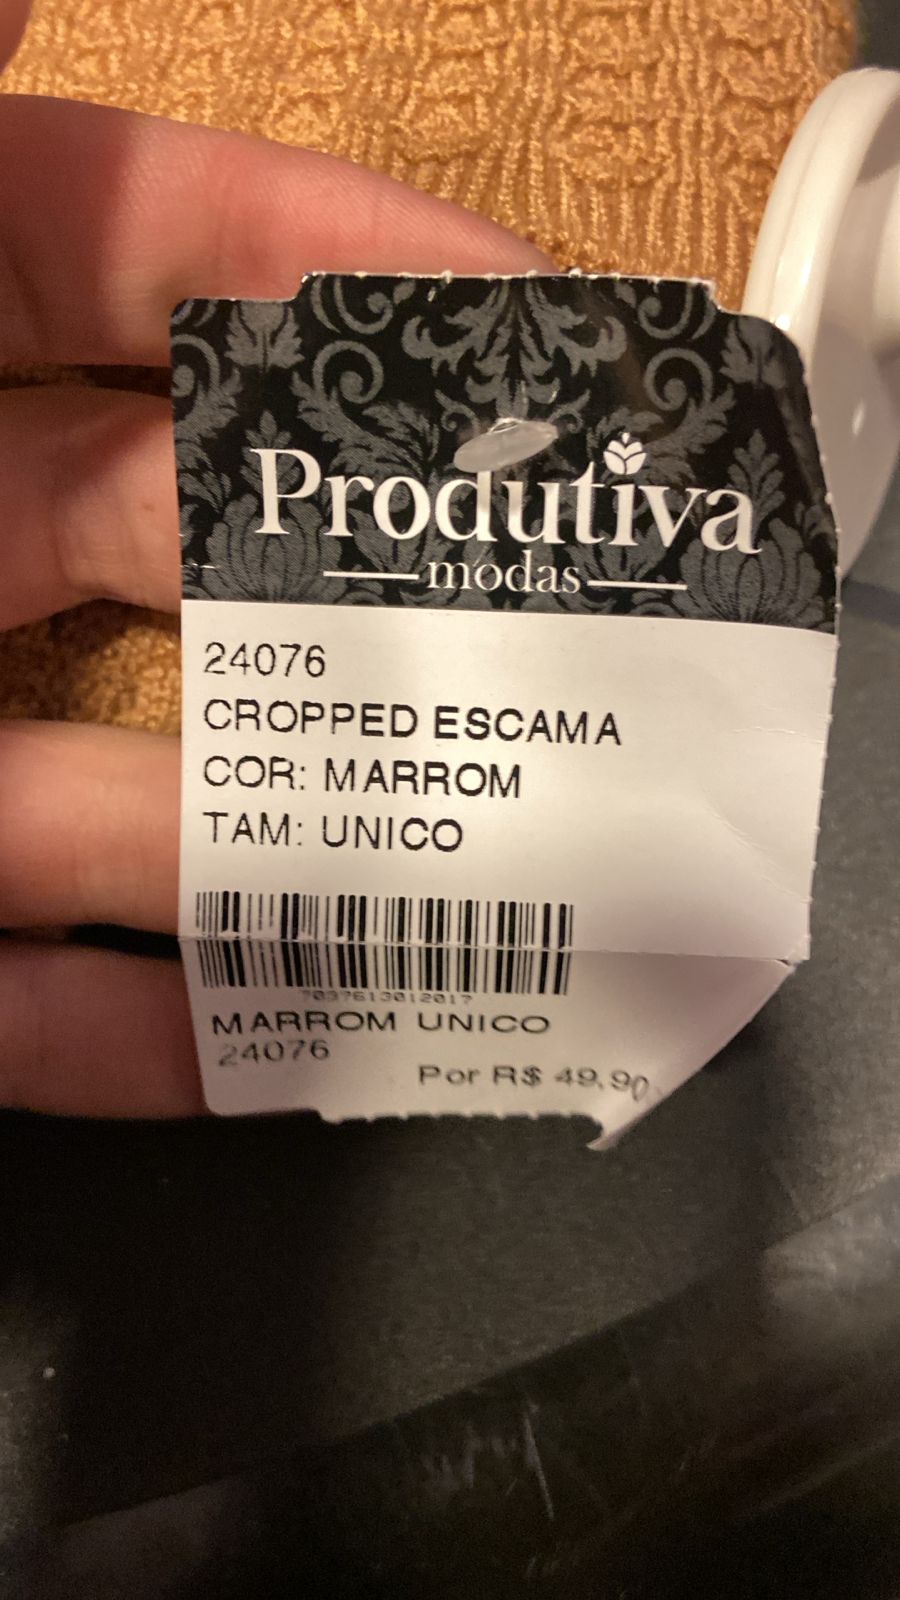 Produtiva
modas
24076
CROPPED ESCAMA
COR: MARROM
TAM: UNICO
MARROM UNICO
24076
Por R$ 49,90